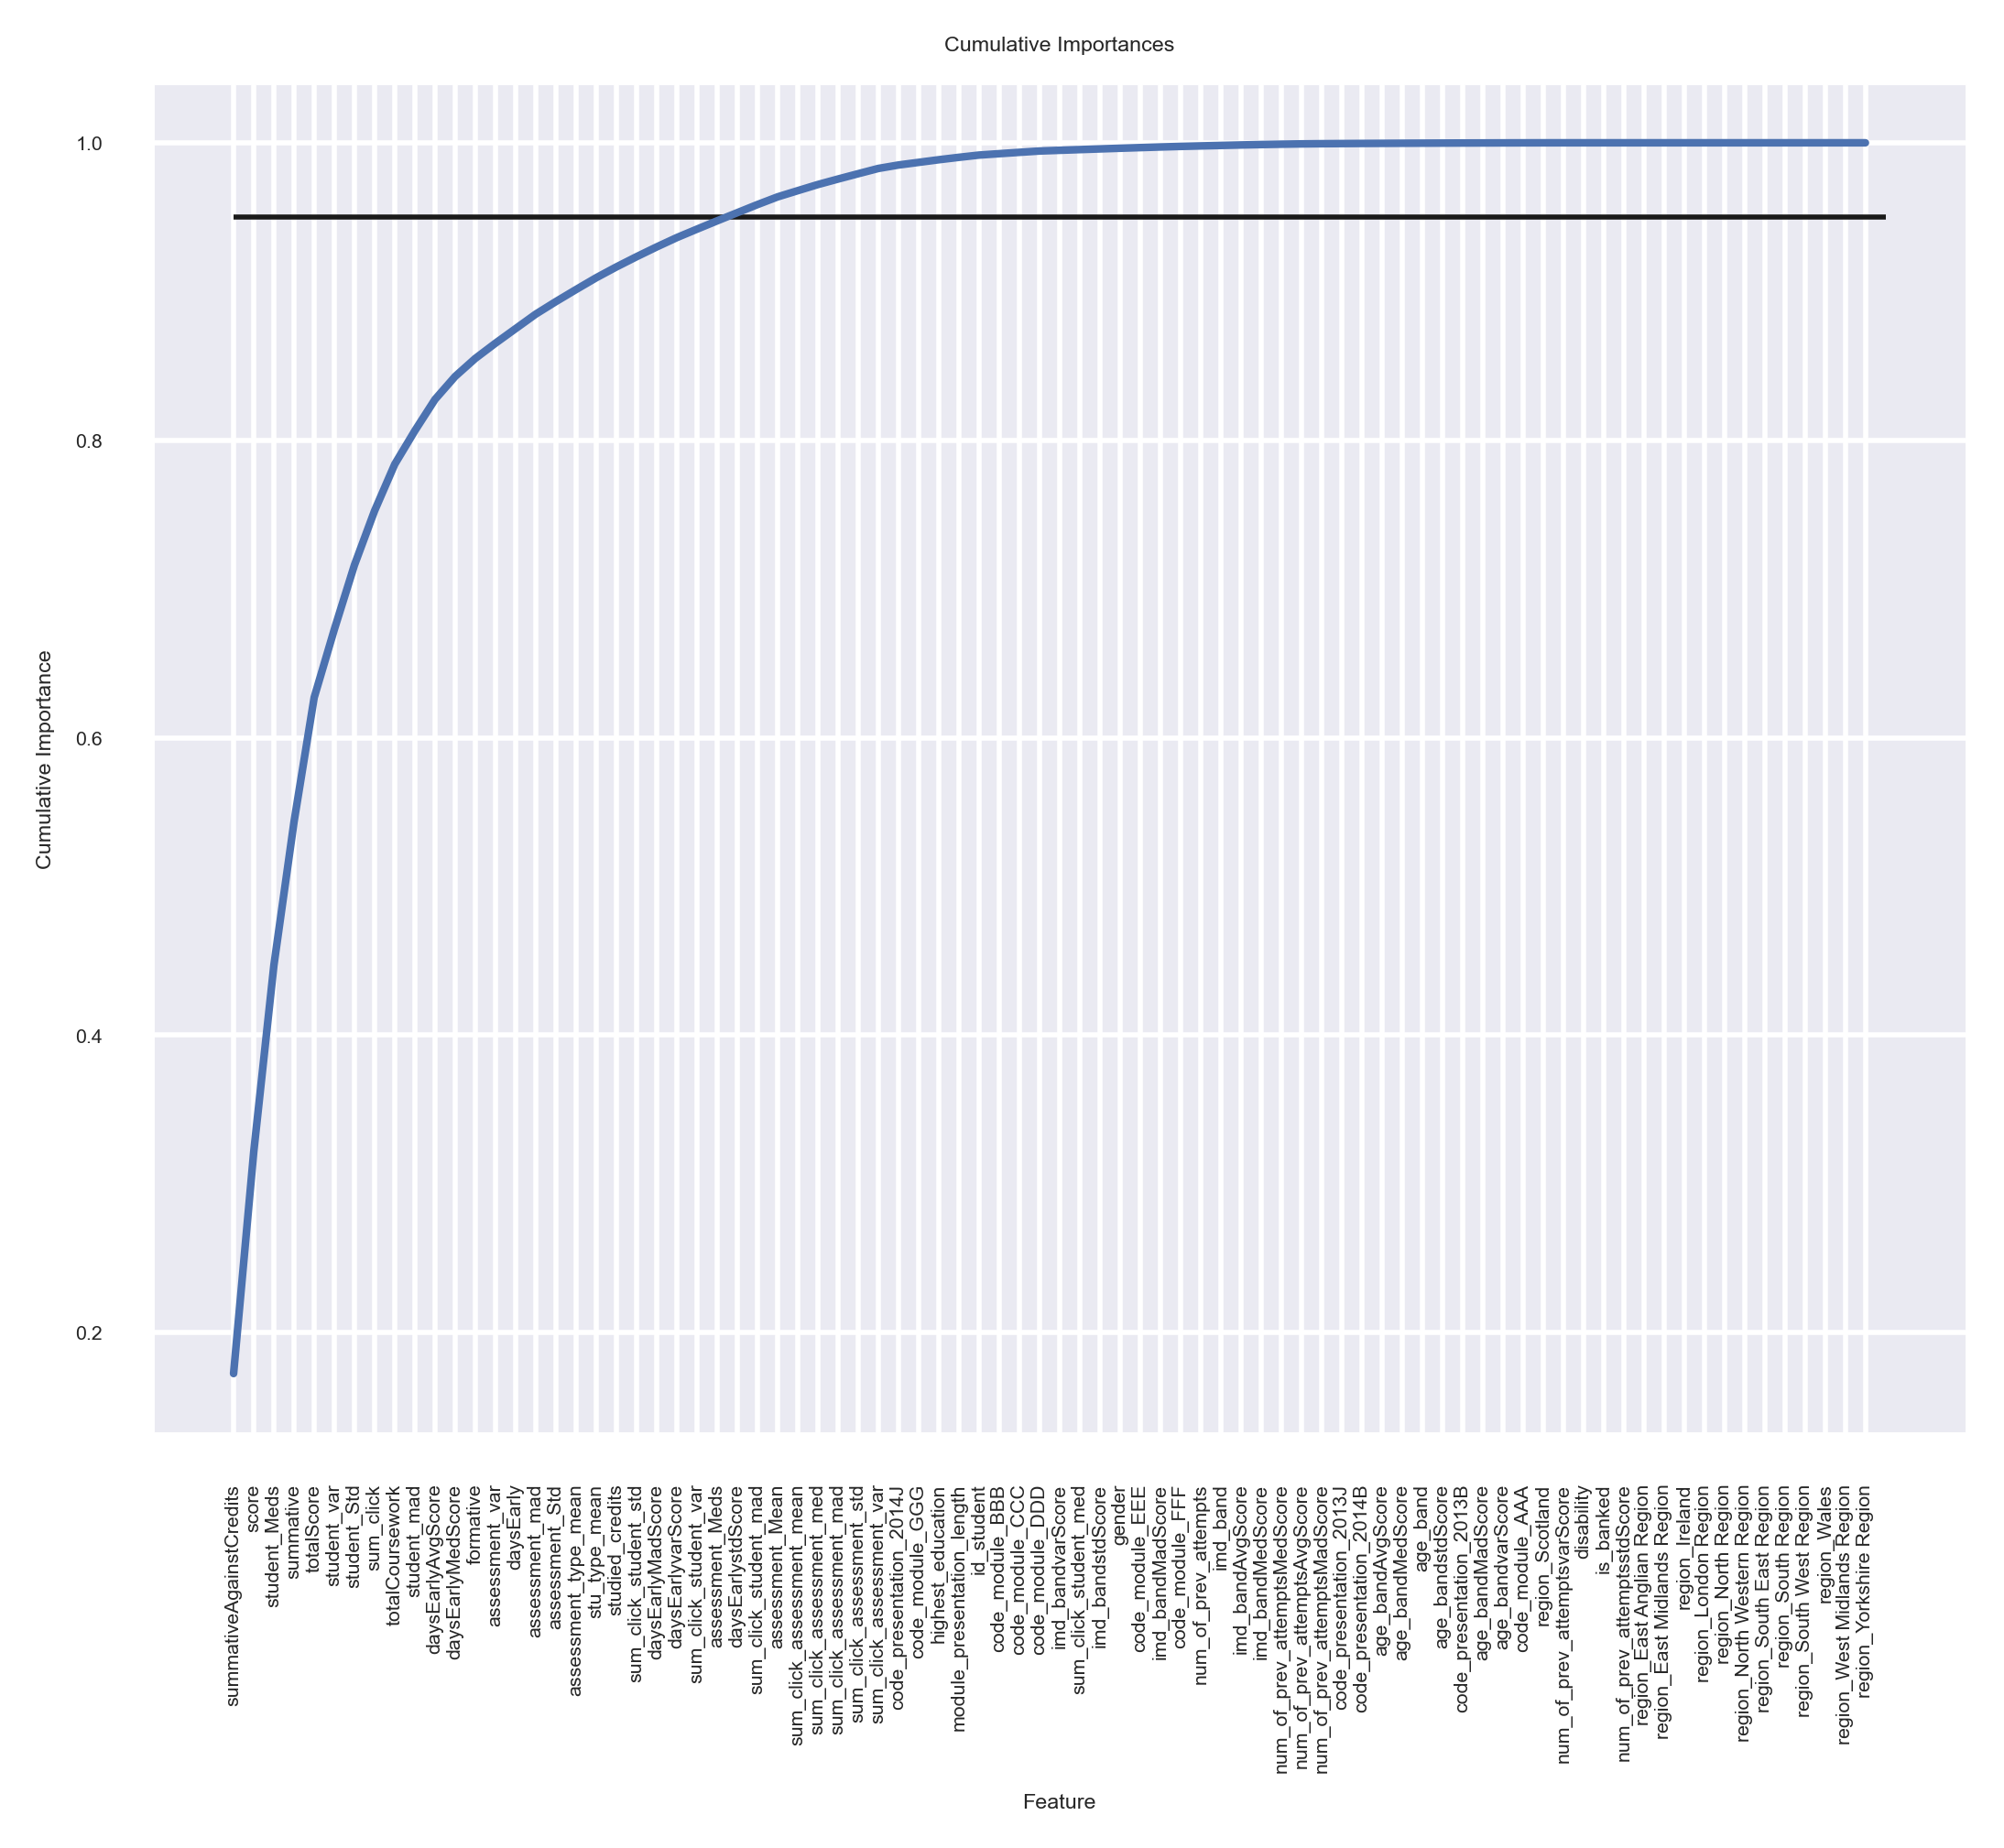 Cumulative Importances
Cumulative Importance
1.0
0.8
0.6
0.4
0.2
summativeAgainstCredits
score
student_Meds
summative
totalScore
student_var
student_Std
sum_click
totalCoursework
student_mad
daysEarlyAvgScore
daysEarlyMedScore
formative
assessment_var
daysEarly
assessment_mad
assessment_Std
assessment_type_mean
stu_type_mean
studied_credits
sum_click_student_std
daysEarlyMadScore
daysEarlyvarScore
sum_click_student_var
assessment_Meds
daysEarlystdScore
sum_click_student_mad
assessment_Mean
sum_click_assessment_mean
sum_click_assessment_med
sum_click_assessment_mad
sum_click_assessment_std
sum_click_assessment_var
code_presentation_2014J
code_module_GGG
highest_education
module_presentation_length
id_student
code_module_BBB
code_module_CCC
code_module_DDD
imd_bandvarScore
sum_click_student_med
imd_bandstdScore
gender
code_module_EEE
imd_bandMadScore
code_module_FFF
num_of_prev_attempts
imd_band
imd_bandAvgScore
imd_bandMedScore
num_of_prev_attemptsMedScore
num_of_prev_attemptsAvgScore
num_of_prev_attemptsMadScore
code_presentation_2013J
code_presentation_2014B
age_bandAvgScore
age_bandMedScore
age_band
age_bandstdScore
code_presentation_2013B
age_bandMadScore
age_bandvarScore
code_module_AAA
region_Scotland
num_of_prev_attemptsvarScore
disability
is_banked
num_of_prev_attemptsstdScore
region_East Anglian Region
region_East Midlands Region
region_Ireland
region_London Region
region_North Region
region_North Western Region
region_South East Region
region_South Region
region_South West Region
region_Wales
region_West Midlands Region
region_Yorkshire Region
Feature